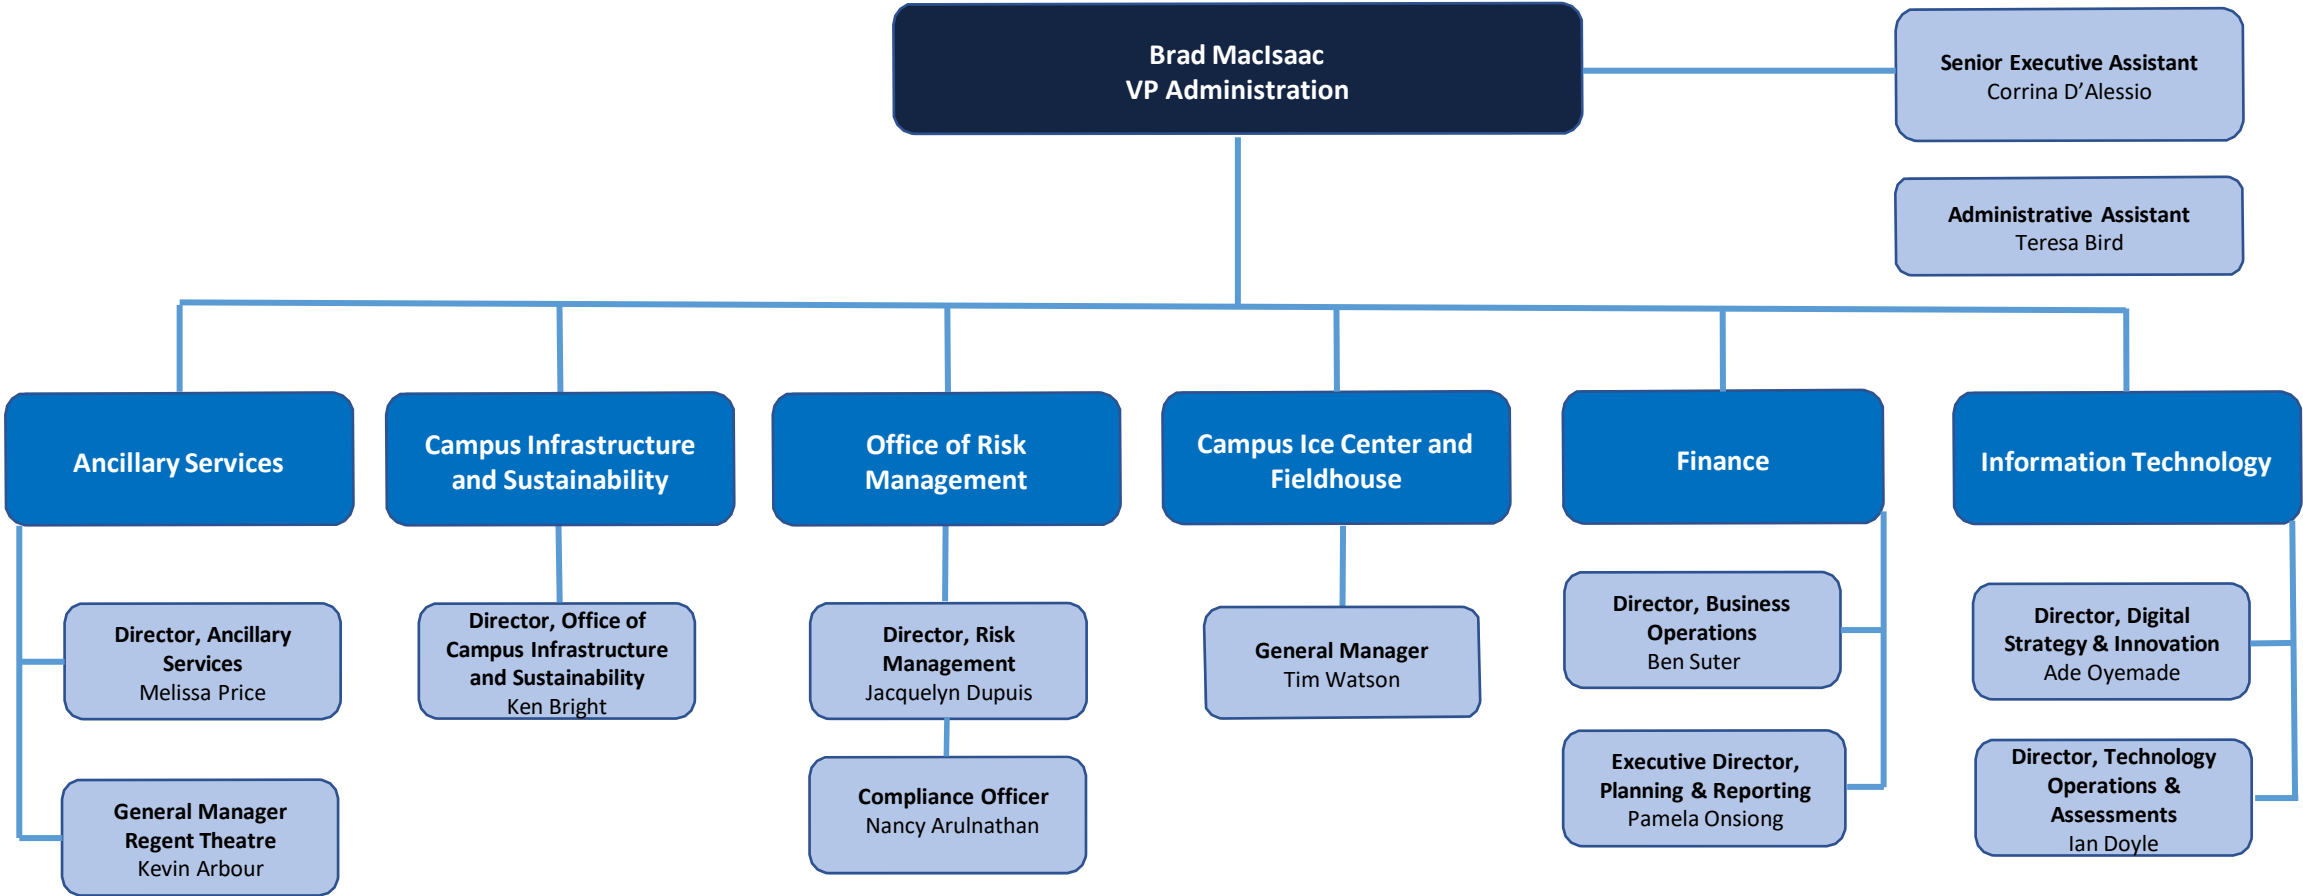 Brad MacIsaac
VP Administration
Senior Executive Assistant
Corrina D’Alessio
Administrative Assistant
Teresa Bird
Ancillary Services
Campus Infrastructure
and Sustainability
Office of Risk
Management
Campus Ice Center and
Fieldhouse
Finance
Information Technology
Director, Ancillary
Services
Melissa Price
General Manager
Regent Theatre
Kevin Arbour
Director, Office of
Campus Infrastructure
and Sustainability
Ken Bright
Director, Risk
Management
Jacquelyn Dupuis
Compliance Officer
Nancy Arulnathan
General Manager
Tim Watson
Director, Business
Operations
Ben Suter
Executive Director,
Planning & Reporting
Pamela Onsiong
Director, Digital
Strategy & Innovation
Ade Oyemade
Director, Technology
Operations &
Assessments
Ian Doyle